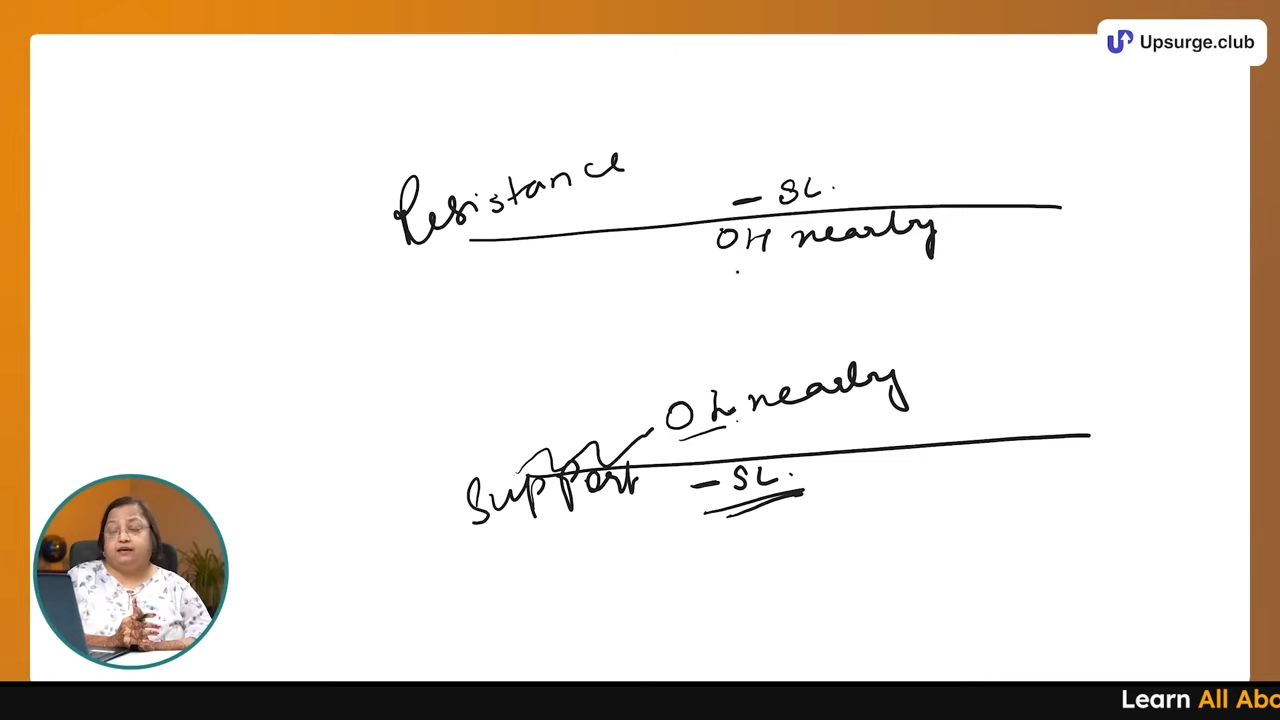 Upsurge.club
Resistance
- SL.
OH nearby
OL nearby
Support - SL.
Learn All Abo